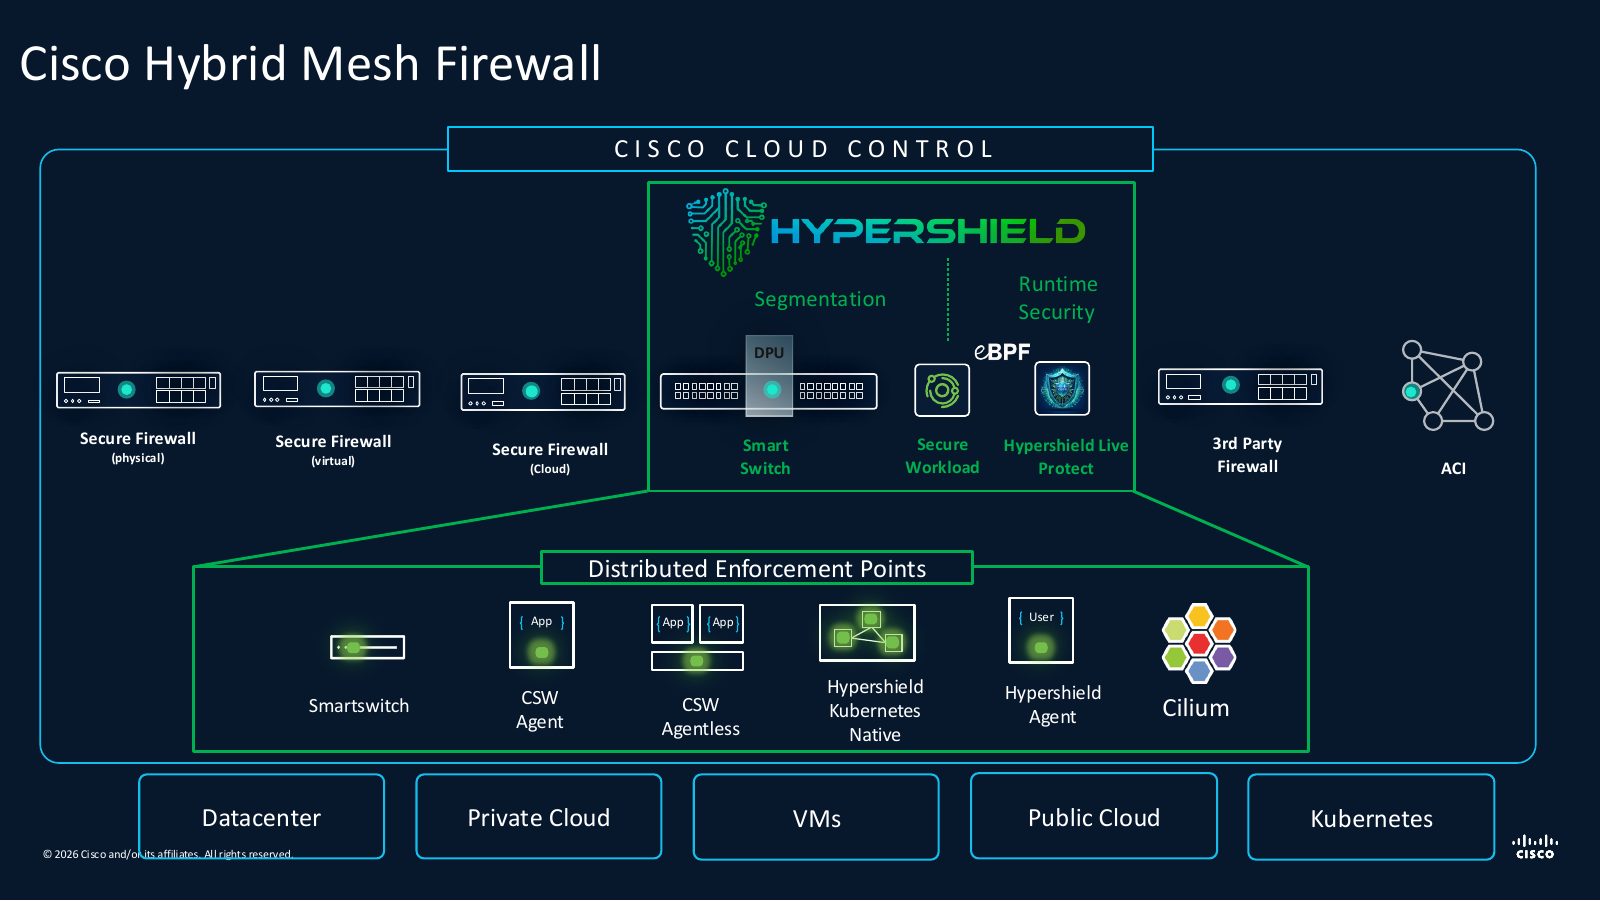 Cisco Hybrid Mesh Firewall
CISCO CLOUD CONTROL
HYPERSHIELD
Segmentation
Runtime
Security
DPU
eBPF
Secure Firewall
(physical)
Secure Firewall
(virtual)
Secure Firewall
(Cloud)
Smart
Switch
Secure
Workload
Hypershield Live
Protect
3rd Party
Firewall
ACI
Distributed Enforcement Points
{ App }
{App}
{App}
{ User }
Smartswitch
CSW
Agent
CSW
Agentless
Hypershield
Kubernetes
Native
Hypershield
Agent
Cilium
Datacenter
Private Cloud
VMs
Public Cloud
Kubernetes
© 2026 Cisco and/or its affiliates. All rights reserved.
CISCO